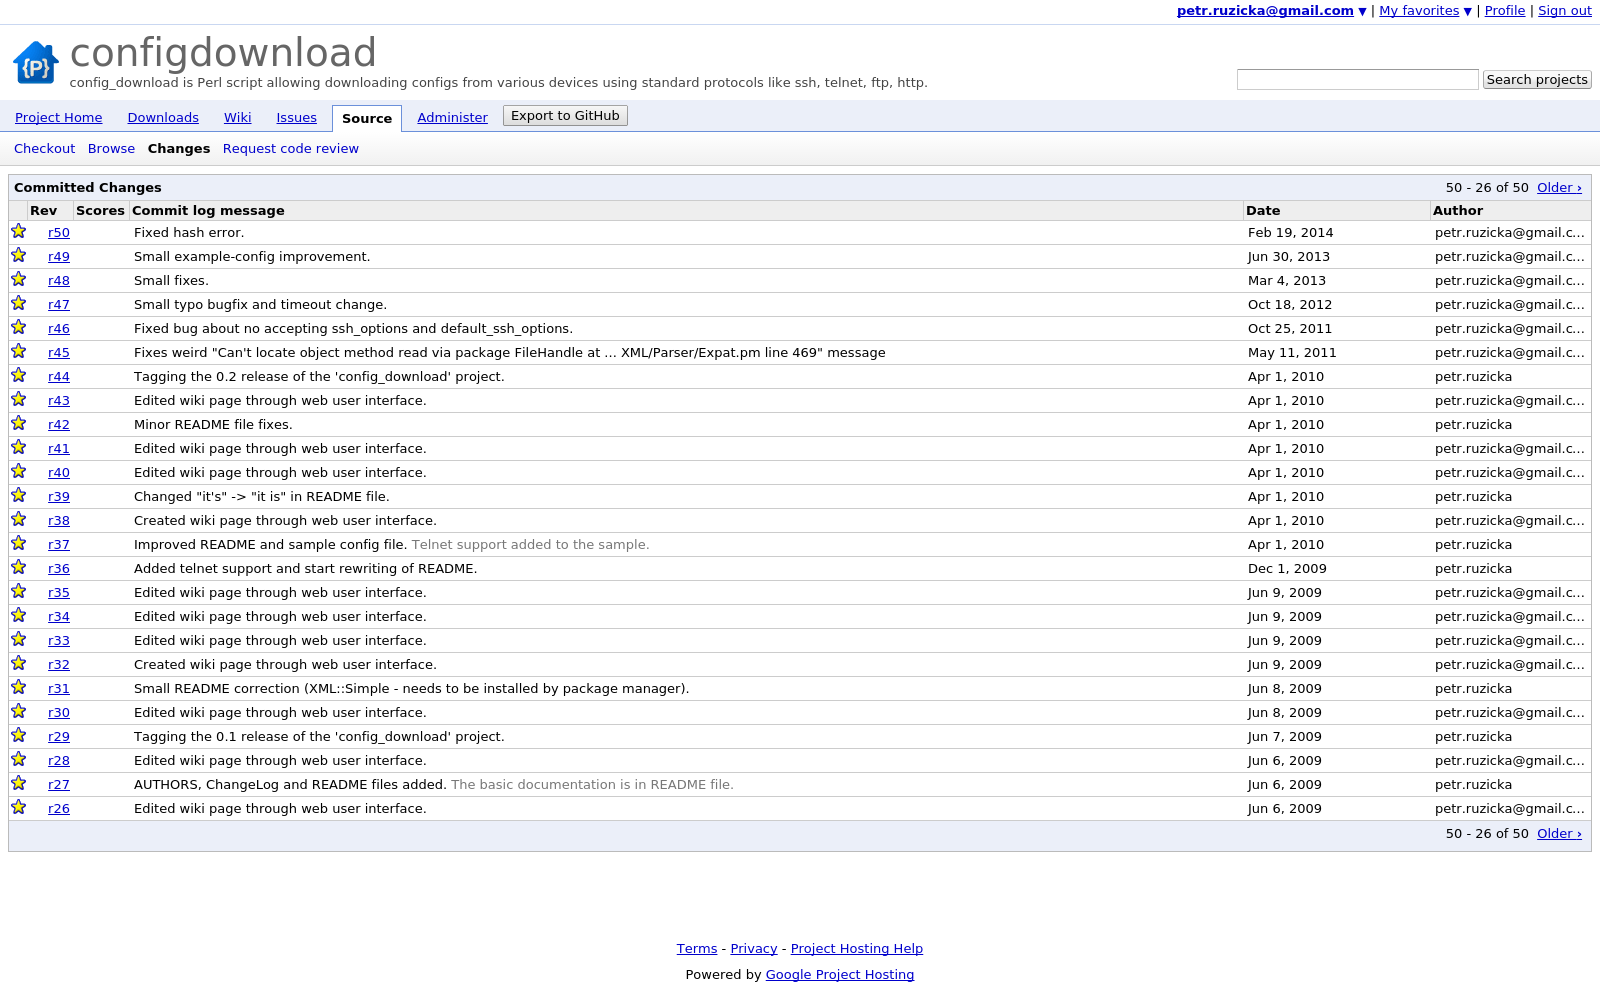 petr.ruzicka@gmail.com ▼ | My favorites ▼ | Profile | Sign out
{P}
configdownload
config_download is Perl script allowing downloading configs from various devices using standard protocols like ssh, telnet, ftp, http.
Search projects
Project Home Downloads Wiki Issues Source Administer Export to GitHub
Checkout Browse Changes Request code review
Committed Changes 50 - 26 of 50 Older ›
Rev Scores Commit log message Date Author
r50 Fixed hash error. Feb 19, 2014 petr.ruzicka@gmail.c...
r49 Small example-config improvement. Jun 30, 2013 petr.ruzicka@gmail.c...
r48 Small fixes. Mar 4, 2013 petr.ruzicka@gmail.c...
r47 Small typo bugfix and timeout change. Oct 18, 2012 petr.ruzicka@gmail.c...
r46 Fixed bug about no accepting ssh_options and default_ssh_options. Oct 25, 2011 petr.ruzicka@gmail.c...
r45 Fixes weird "Can't locate object method read via package FileHandle at ... XML/Parser/Expat.pm line 469" message May 11, 2011 petr.ruzicka@gmail.c...
r44 Tagging the 0.2 release of the 'config_download' project. Apr 1, 2010 petr.ruzicka
r43 Edited wiki page through web user interface. Apr 1, 2010 petr.ruzicka@gmail.c...
r42 Minor README file fixes. Apr 1, 2010 petr.ruzicka
r41 Edited wiki page through web user interface. Apr 1, 2010 petr.ruzicka@gmail.c...
r40 Edited wiki page through web user interface. Apr 1, 2010 petr.ruzicka@gmail.c...
r39 Changed "it's" -> "it is" in README file. Apr 1, 2010 petr.ruzicka
r38 Created wiki page through web user interface. Apr 1, 2010 petr.ruzicka@gmail.c...
r37 Improved README and sample config file. Telnet support added to the sample. Apr 1, 2010 petr.ruzicka
r36 Added telnet support and start rewriting of README. Dec 1, 2009 petr.ruzicka
r35 Edited wiki page through web user interface. Jun 9, 2009 petr.ruzicka@gmail.c...
r34 Edited wiki page through web user interface. Jun 9, 2009 petr.ruzicka@gmail.c...
r33 Edited wiki page through web user interface. Jun 9, 2009 petr.ruzicka@gmail.c...
r32 Created wiki page through web user interface. Jun 9, 2009 petr.ruzicka@gmail.c...
r31 Small README correction (XML::Simple - needs to be installed by package manager). Jun 8, 2009 petr.ruzicka
r30 Edited wiki page through web user interface. Jun 8, 2009 petr.ruzicka@gmail.c...
r29 Tagging the 0.1 release of the 'config_download' project. Jun 7, 2009 petr.ruzicka
r28 Edited wiki page through web user interface. Jun 6, 2009 petr.ruzicka@gmail.c...
r27 AUTHORS, ChangeLog and README files added. The basic documentation is in README file. Jun 6, 2009 petr.ruzicka
r26 Edited wiki page through web user interface. Jun 6, 2009 petr.ruzicka@gmail.c...
50 - 26 of 50 Older ›
Terms - Privacy - Project Hosting Help
Powered by Google Project Hosting